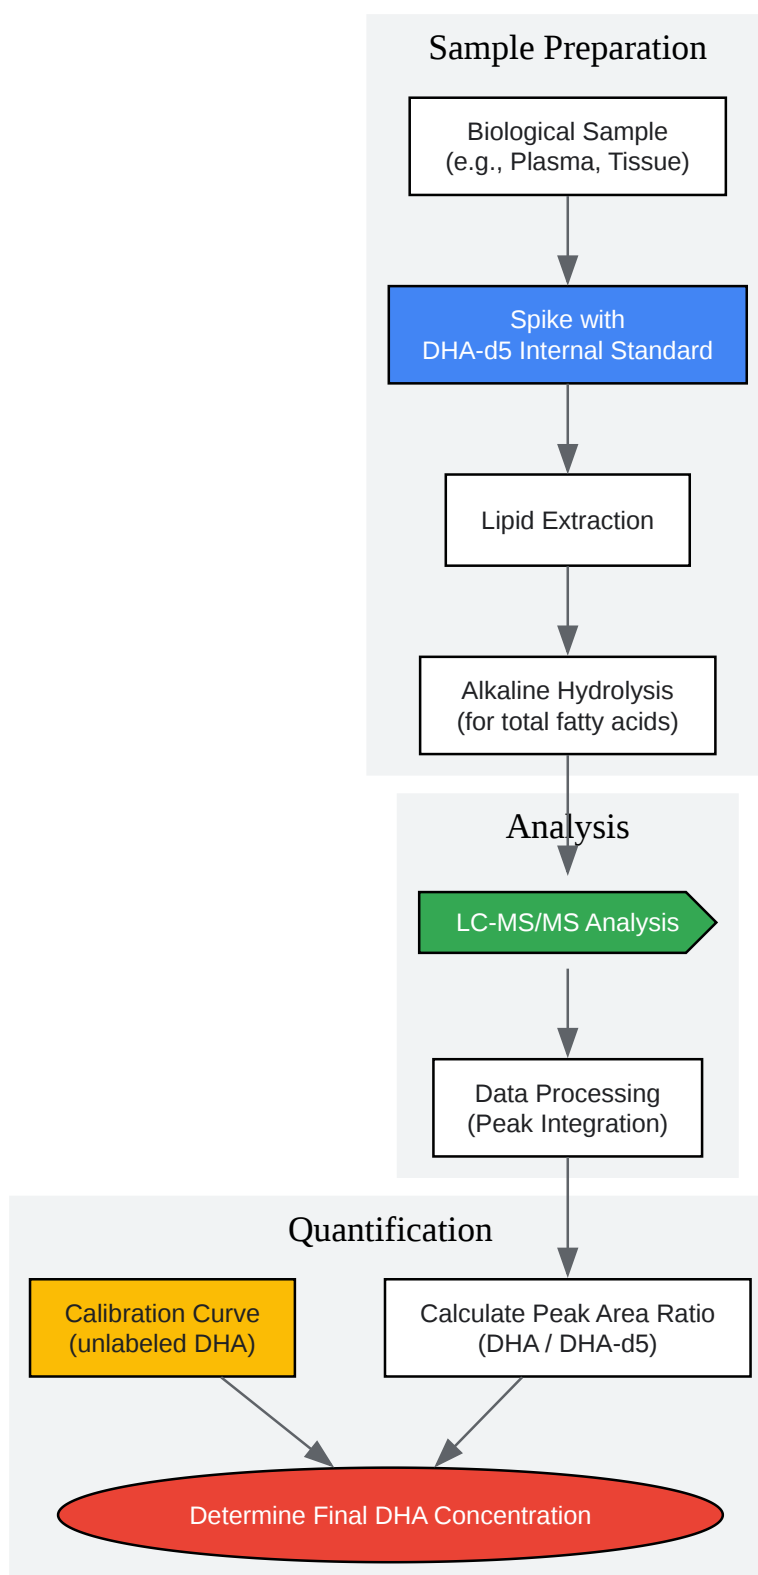 Sample Preparation
Biological Sample
(e.g., Plasma, Tissue)
Spike with
DHA-d5 Internal Standard
Lipid Extraction
Alkaline Hydrolysis
(for total fatty acids)
Analysis
LC-MS/MS Analysis
Data Processing
(Peak Integration)
Quantification
Calibration Curve
(unlabeled DHA)
Calculate Peak Area Ratio
(DHA / DHA-d5)
Determine Final DHA Concentration